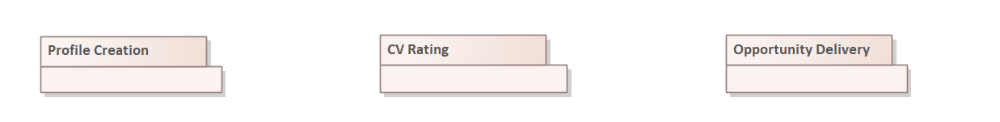 Profile Creation
CV Rating
Opportunity Delivery